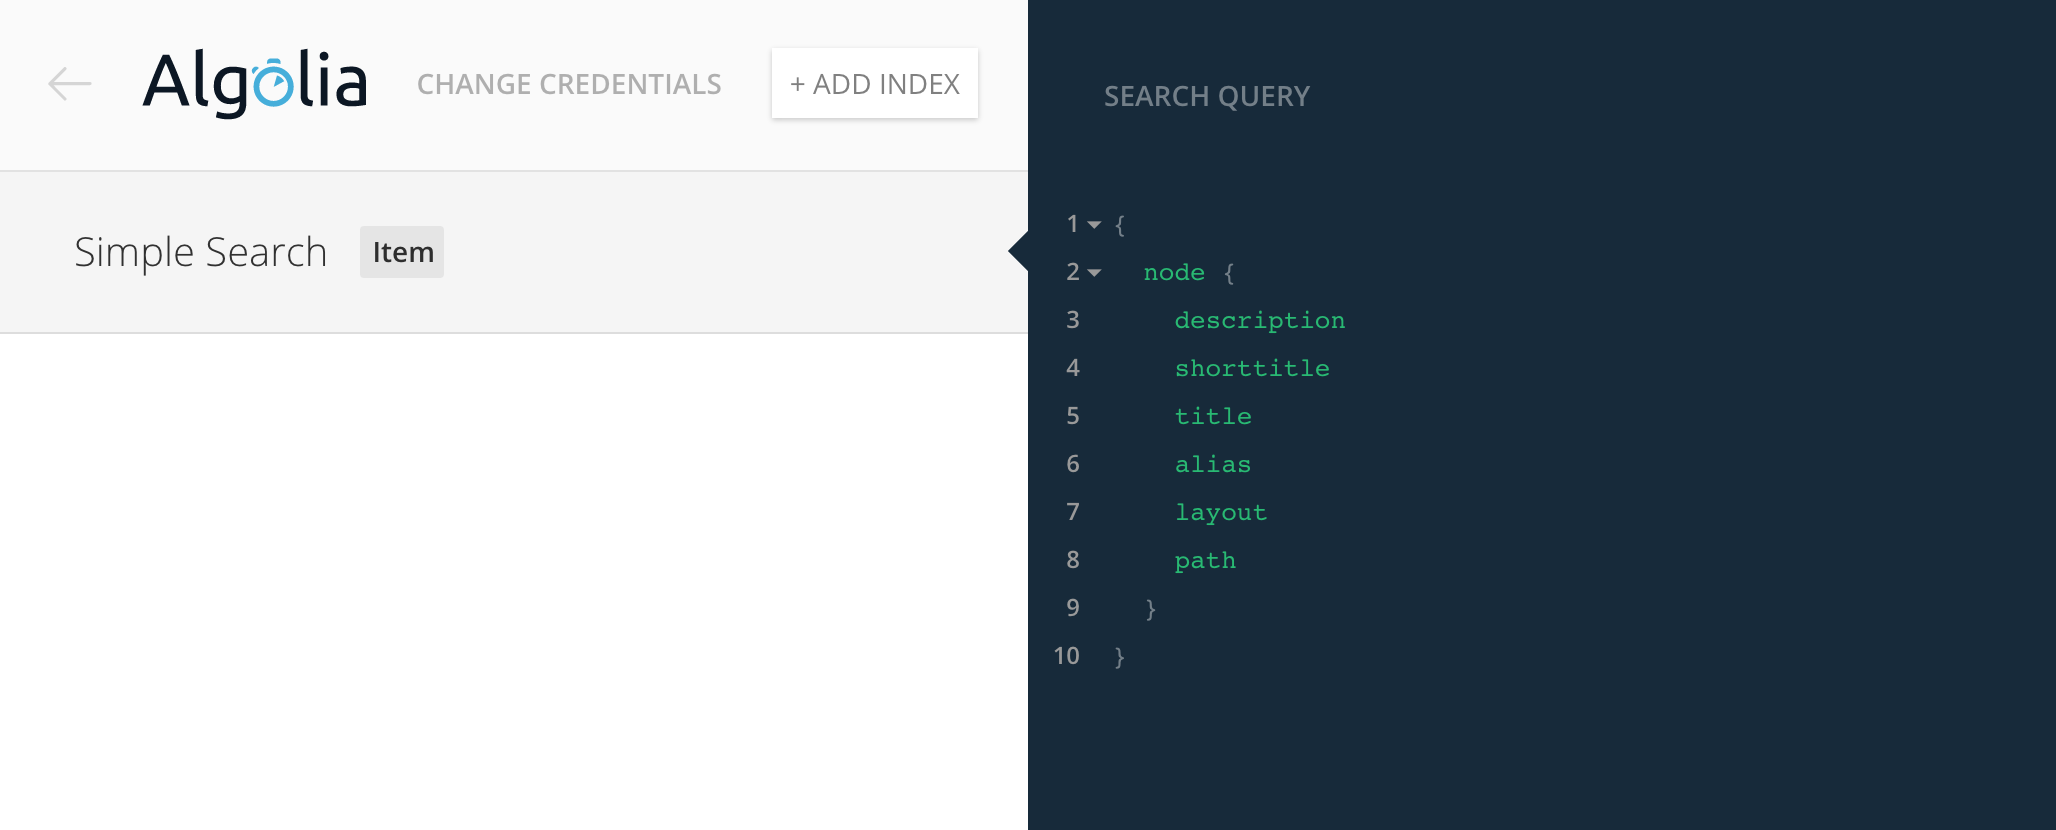 Algolia
CHANGE CREDENTIALS
+ ADD INDEX
Simple Search
Item
SEARCH QUERY
1 {
2 node {
3 description
4 shorttitle
5 title
6 alias
7 layout
8 path
9 }
10 }